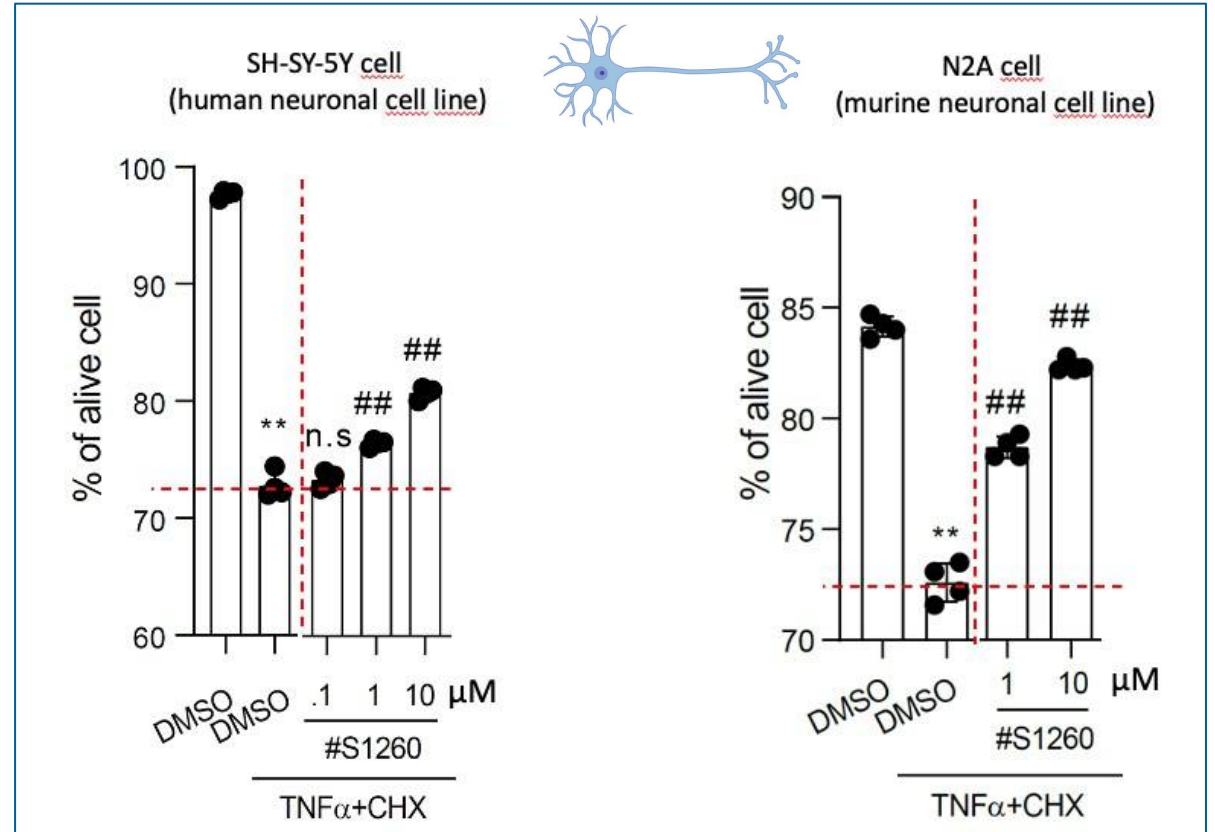 SH-SY-5Y cell
(human neuronal cell line)
% of alive cell
100
90
80
70
60
**
n.s
##
##
DMSO
DMSO
.1 1 10 µM
#S1260
TNFα+CHX
N2A cell
(murine neuronal cell line)
% of alive cell
90
85
80
75
70
**
##
##
DMSO
DMSO
1 10 µM
#S1260
TNFα+CHX